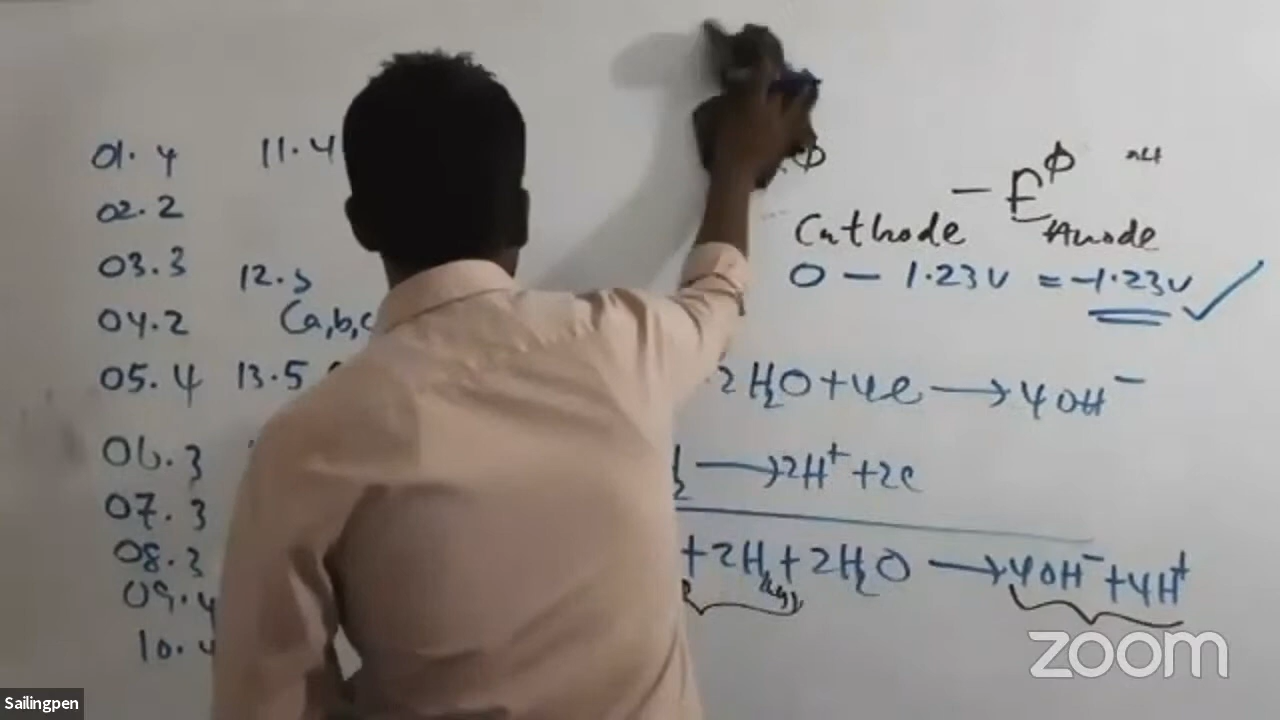 01. 4
02. 2
03. 3
04. 2
05. 4
06. 3
07. 3
08. 3
09. 4
10. 4
11. 4
12. 5
(a,b,c
13. 5
ϕ
Cathode – E ϕ Anode
0 – 1.23V = -1.23V ✓
2H₂O + 4e ⟶ 4OH⁻
⟶ 2H⁺ + 2e
+ 2H₂(g) + 2H₂O ⟶ 4OH⁻ + 4H⁺
zoom
Sailingpen